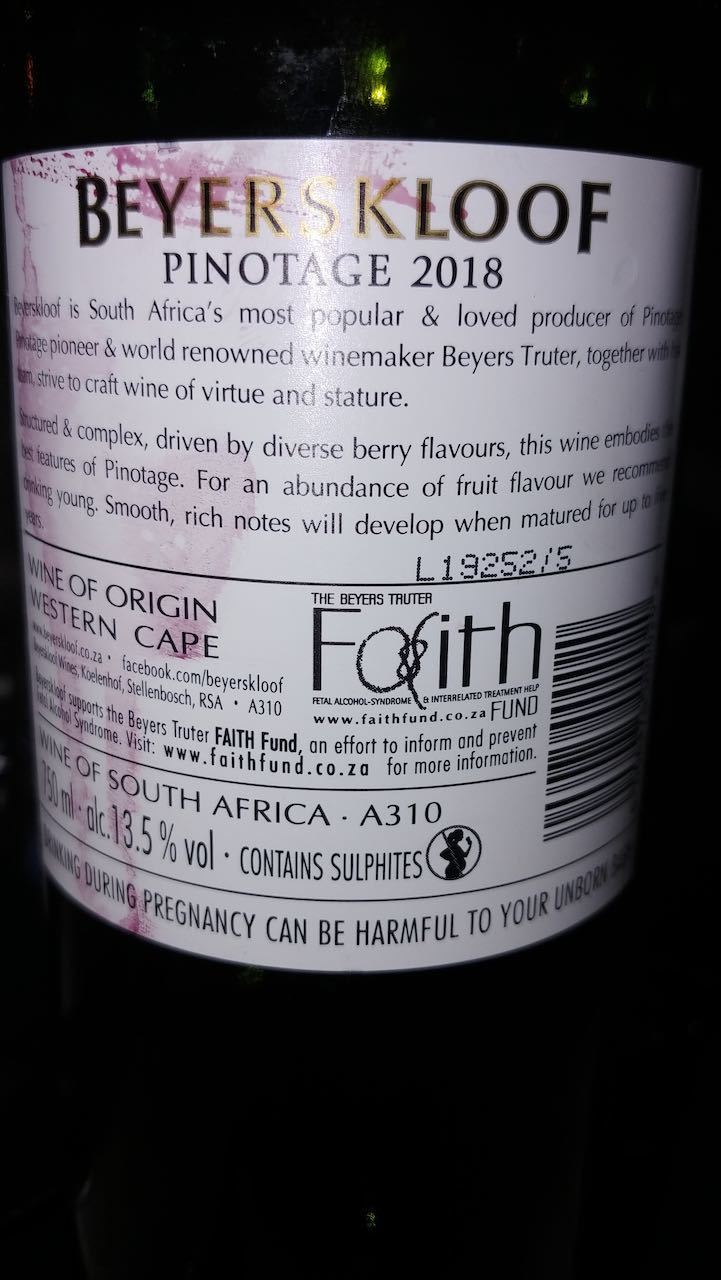 BEYERSKLOOF
PINOTAGE 2018
Beyerskloof is South Africa's most popular & loved producer of Pinotage.
Pinotage pioneer & world renowned winemaker Beyers Truter, together with his
team, strive to craft wine of virtue and stature.
Structured & complex, driven by diverse berry flavours, this wine embodies the
best features of Pinotage. For an abundance of fruit flavour we recommend
drinking young. Smooth, rich notes will develop when matured for up to
years.
L19252/5
WINE OF ORIGIN
WESTERN CAPE
www.beyerskloof.co.za • facebook.com/beyerskloof
Beyerskloof Wines, Koelenhof, Stellenbosch, RSA • A310
THE BEYERS TRUTER
Faith
FETAL ALCOHOL-SYNDROME & INTERRELATED TREATMENT HELP
www.faithfund.co.za FUND
Beyerskloof supports the Beyers Truter FAITH Fund, an effort to inform and prevent
Fetal Alcohol Syndrome. Visit: www.faithfund.co.za for more information.
WINE OF SOUTH AFRICA · A310
750 ml · alc.13.5 % vol · CONTAINS SULPHITES
DRINKING DURING PREGNANCY CAN BE HARMFUL TO YOUR UNBORN BABY